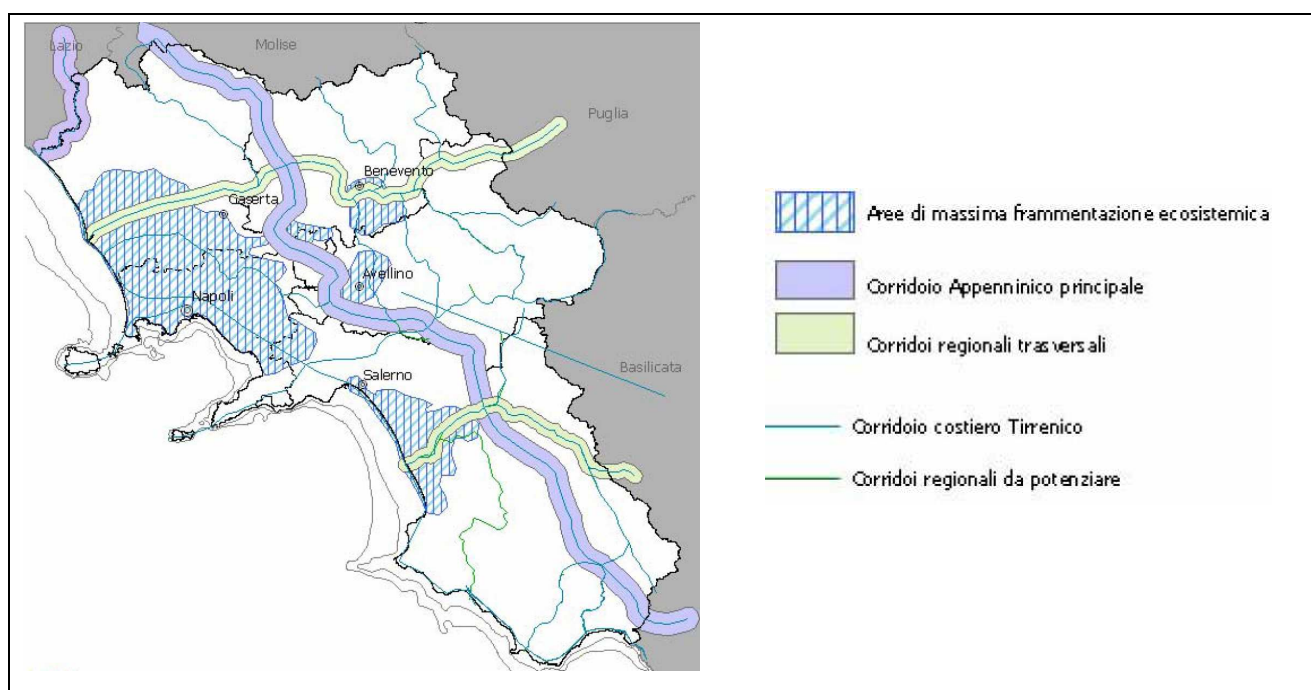 Lazio
Molise
Puglia
Benevento
Caserta
Avellino
Napoli
Salerno
Basilicata
Aree di massima frammentazione ecosistemica
Corridoio Appenninico principale
Corridoi regionali trasversali
Corridoio costiero Tirrenico
Corridoi regionali da potenziare